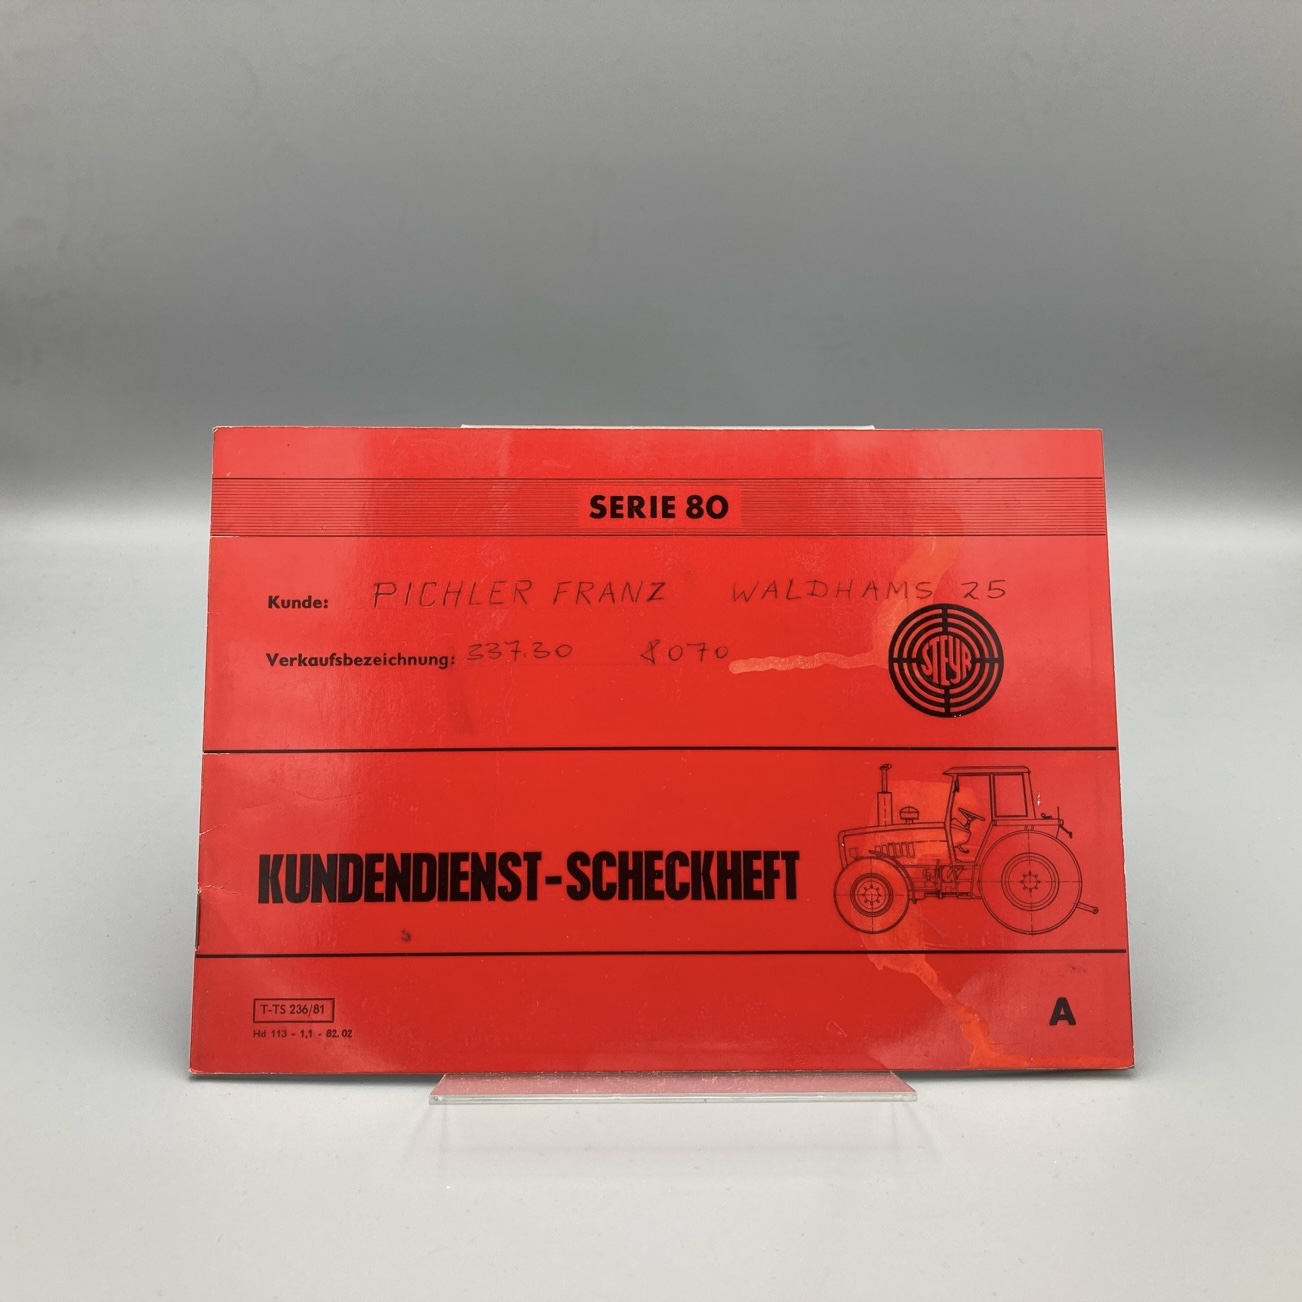 SERIE 80
Kunde: PICHLER FRANZ WALDHAMS 25
Verkaufsbezeichnung: 337.30 8070
STEYR
KUNDENDIENST-SCHECKHEFT
T-TS 236/81
Hd 113 - 1,1 - 82.02
A